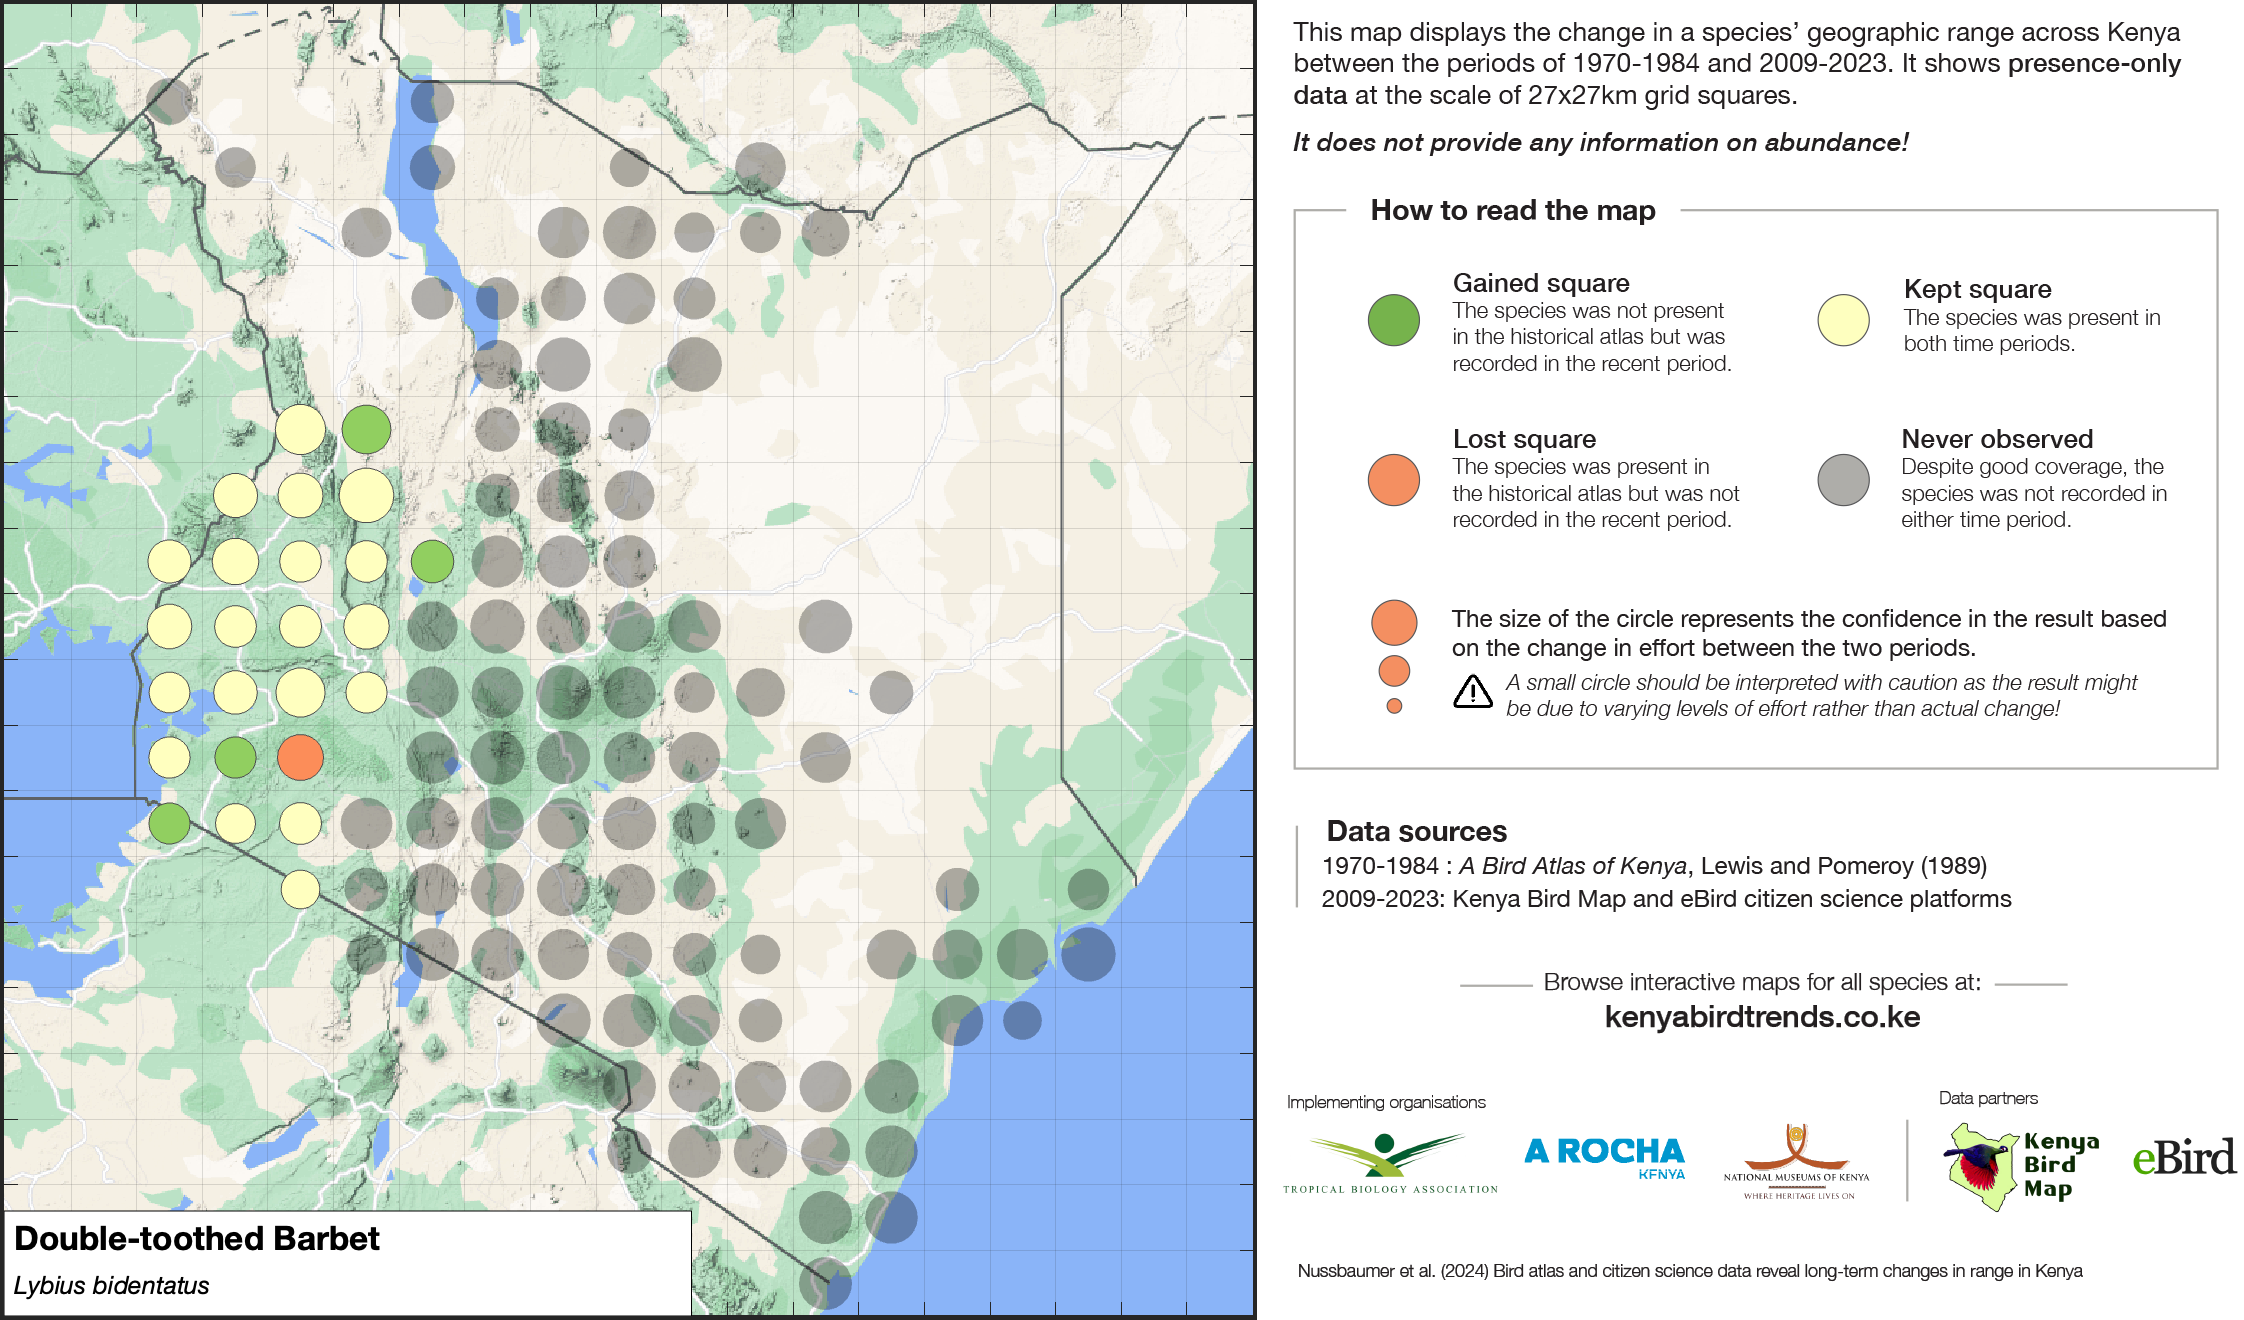 This map displays the change in a species’ geographic range across Kenya
between the periods of 1970-1984 and 2009-2023. It shows presence-only
data at the scale of 27x27km grid squares.
It does not provide any information on abundance!
How to read the map
Gained square
The species was not present
in the historical atlas but was
recorded in the recent period.
Kept square
The species was present in
both time periods.
Lost square
The species was present in
the historical atlas but was not
recorded in the recent period.
Never observed
Despite good coverage, the
species was not recorded in
either time period.
The size of the circle represents the confidence in the result based
on the change in effort between the two periods.
A small circle should be interpreted with caution as the result might
be due to varying levels of effort rather than actual change!
Data sources
1970-1984 : A Bird Atlas of Kenya, Lewis and Pomeroy (1989)
2009-2023: Kenya Bird Map and eBird citizen science platforms
Browse interactive maps for all species at:
kenyabirdtrends.co.ke
Implementing organisations
Data partners
TROPICAL BIOLOGY ASSOCIATION
A ROCHA
KENYA
NATIONAL MUSEUMS OF KENYA
WHERE HERITAGE LIVES ON
Kenya
Bird
Map
eBird
Double-toothed Barbet
Lybius bidentatus
Nussbaumer et al. (2024) Bird atlas and citizen science data reveal long-term changes in range in Kenya